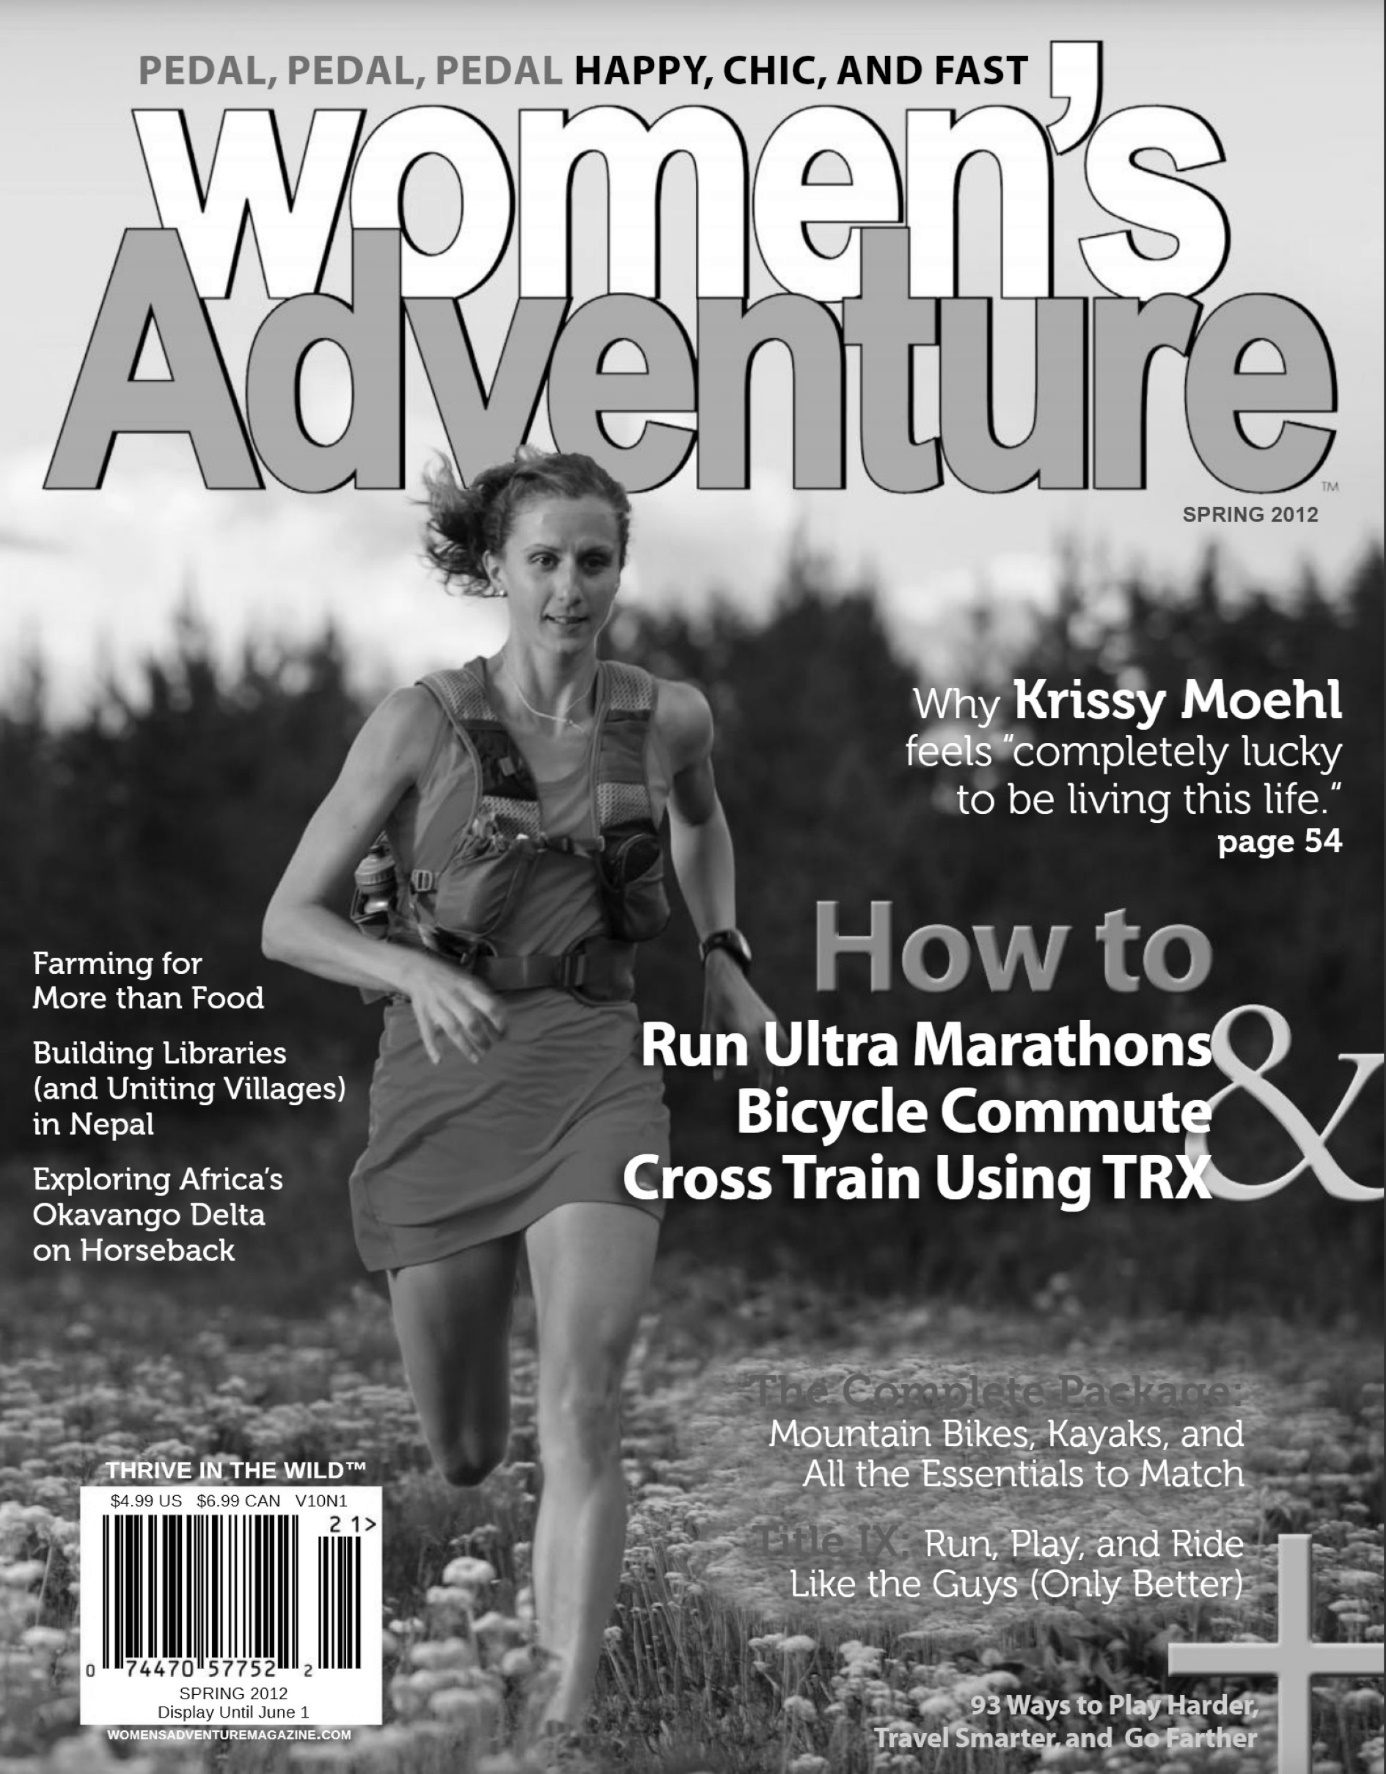 PEDAL, PEDAL, PEDAL HAPPY, CHIC, AND FAST
women's
Adventure
TM
SPRING 2012
Why Krissy Moehl
feels “completely lucky
to be living this life.”
page 54
How to
Run Ultra Marathons
Bicycle Commute
Cross Train Using TRX
&
Farming for
More than Food
Building Libraries
(and Uniting Villages)
in Nepal
Exploring Africa's
Okavango Delta
on Horseback
The Complete Package:
Mountain Bikes, Kayaks, and
All the Essentials to Match
Title IX: Run, Play, and Ride
Like the Guys (Only Better)
+
93 Ways to Play Harder,
Travel Smarter, and Go Farther
THRIVE IN THE WILD™
$4.99 US $6.99 CAN V10N1
2 1>
0 74470 57752 2
SPRING 2012
Display Until June 1
WOMENSADVENTUREMAGAZINE.COM